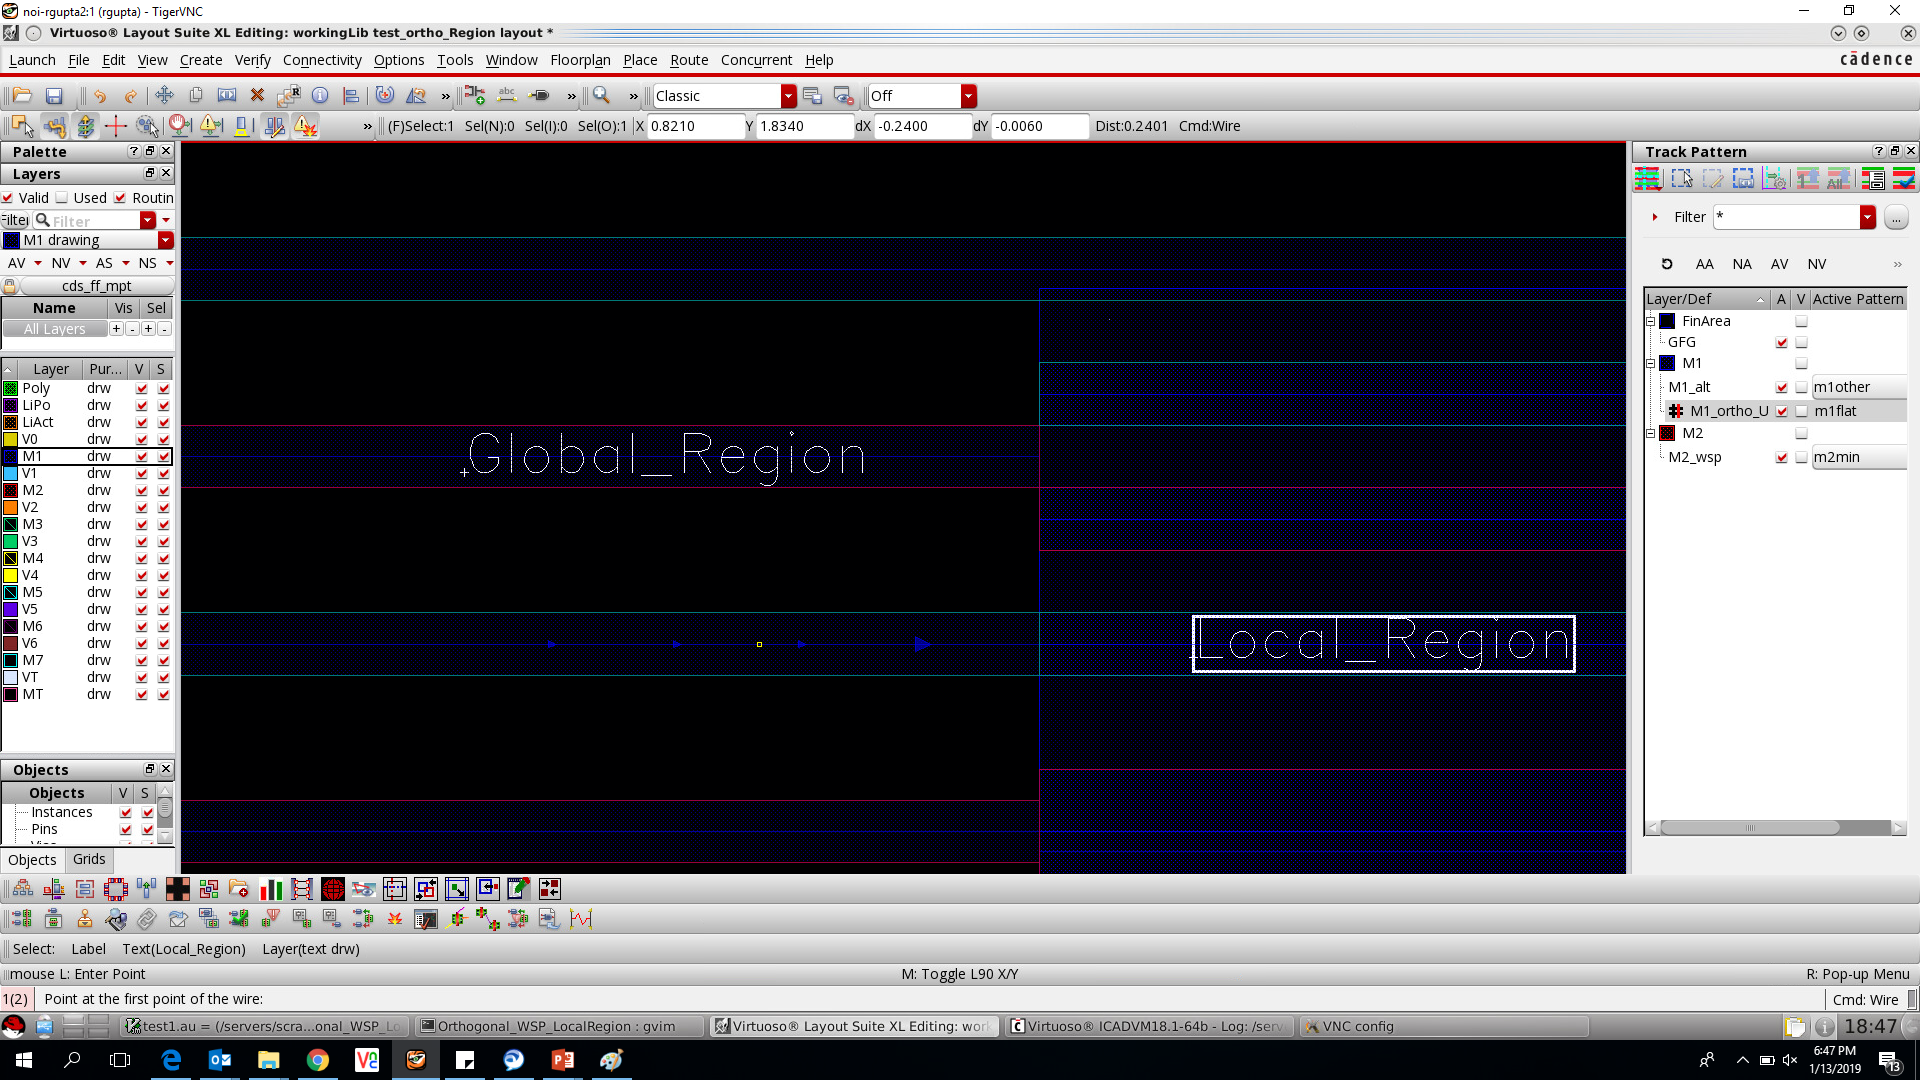 noi-rgupta2:1 (rgupta) - TigerVNC
Virtuoso® Layout Suite XL Editing: workingLib test_ortho_Region layout *
Launch File Edit View Create Verify Connectivity Options Tools Window Floorplan Place Route Concurrent Help
cādence
» » » Classic Off
» (F)Select:1 Sel(N):0 Sel(I):0 Sel(O):1 X 0.8210 Y 1.8340 dX -0.2400 dY -0.0060 Dist:0.2401 Cmd:Wire
Palette
Layers
Valid Used Routin
Filter Filter
M1 drawing
AV NV AS NS
cds_ff_mpt
Name Vis Sel
All Layers + - + -
Layer Pur... V S
Poly drw
LiPo drw
LiAct drw
V0 drw
M1 drw
V1 drw
M2 drw
V2 drw
M3 drw
V3 drw
M4 drw
V4 drw
M5 drw
V5 drw
M6 drw
V6 drw
M7 drw
VT drw
MT drw
Objects
Objects V S
Instances
Pins
Objects Grids
Global_Region
Local_Region
Track Pattern
Filter * ...
AA NA AV NV »
Layer/Def A V Active Pattern
FinArea
GFG
M1
M1_alt m1other
M1_ortho_U m1flat
M2
M2_wsp m2min
Select: Label Text(Local_Region) Layer(text drw)
mouse L: Enter Point M: Toggle L90 X/Y R: Pop-up Menu
1(2) Point at the first point of the wire: Cmd: Wire
test1.au = (/servers/scra...onal_WSP_Lo Orthogonal_WSP_LocalRegion : gvim Virtuoso® Layout Suite XL Editing: work Virtuoso® ICADVM18.1-64b - Log: /serv VNC config 18:47
6:47 PM
1/13/2019
13